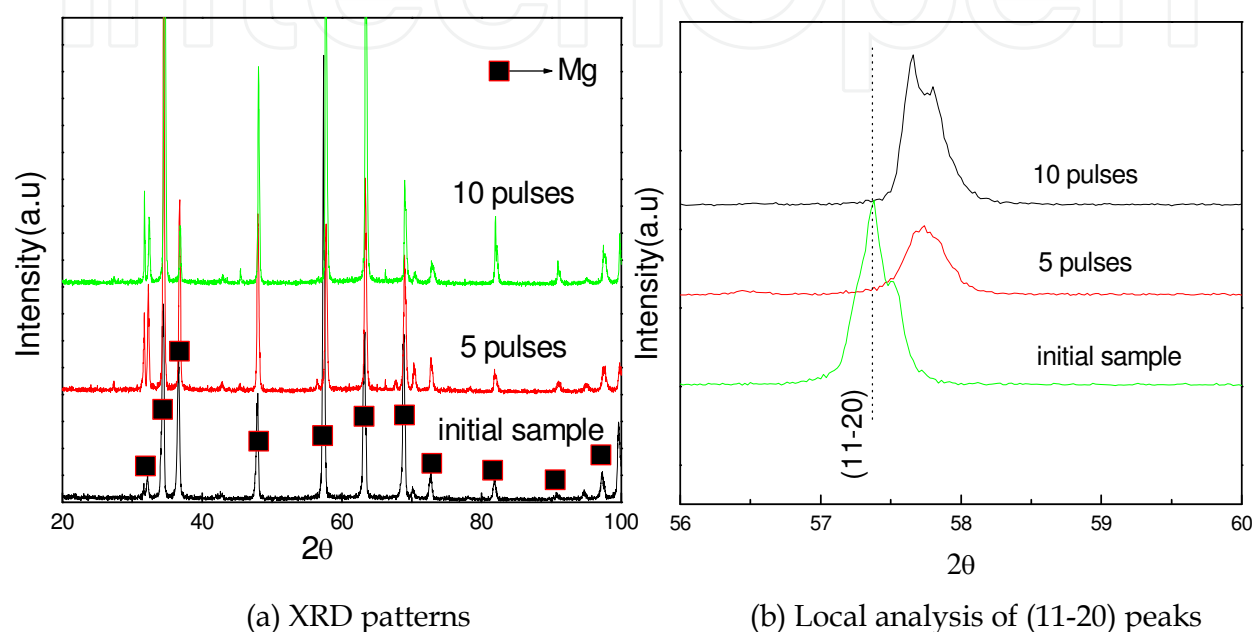 intechopen
Mg
10 pulses
5 pulses
initial sample
Intensity(a.u)
20 40 60 80 100
2θ
(a) XRD patterns
10 pulses
5 pulses
initial sample
(11-20)
Intensity(a.u)
56 57 58 59 60
2θ
(b) Local analysis of (11-20) peaks